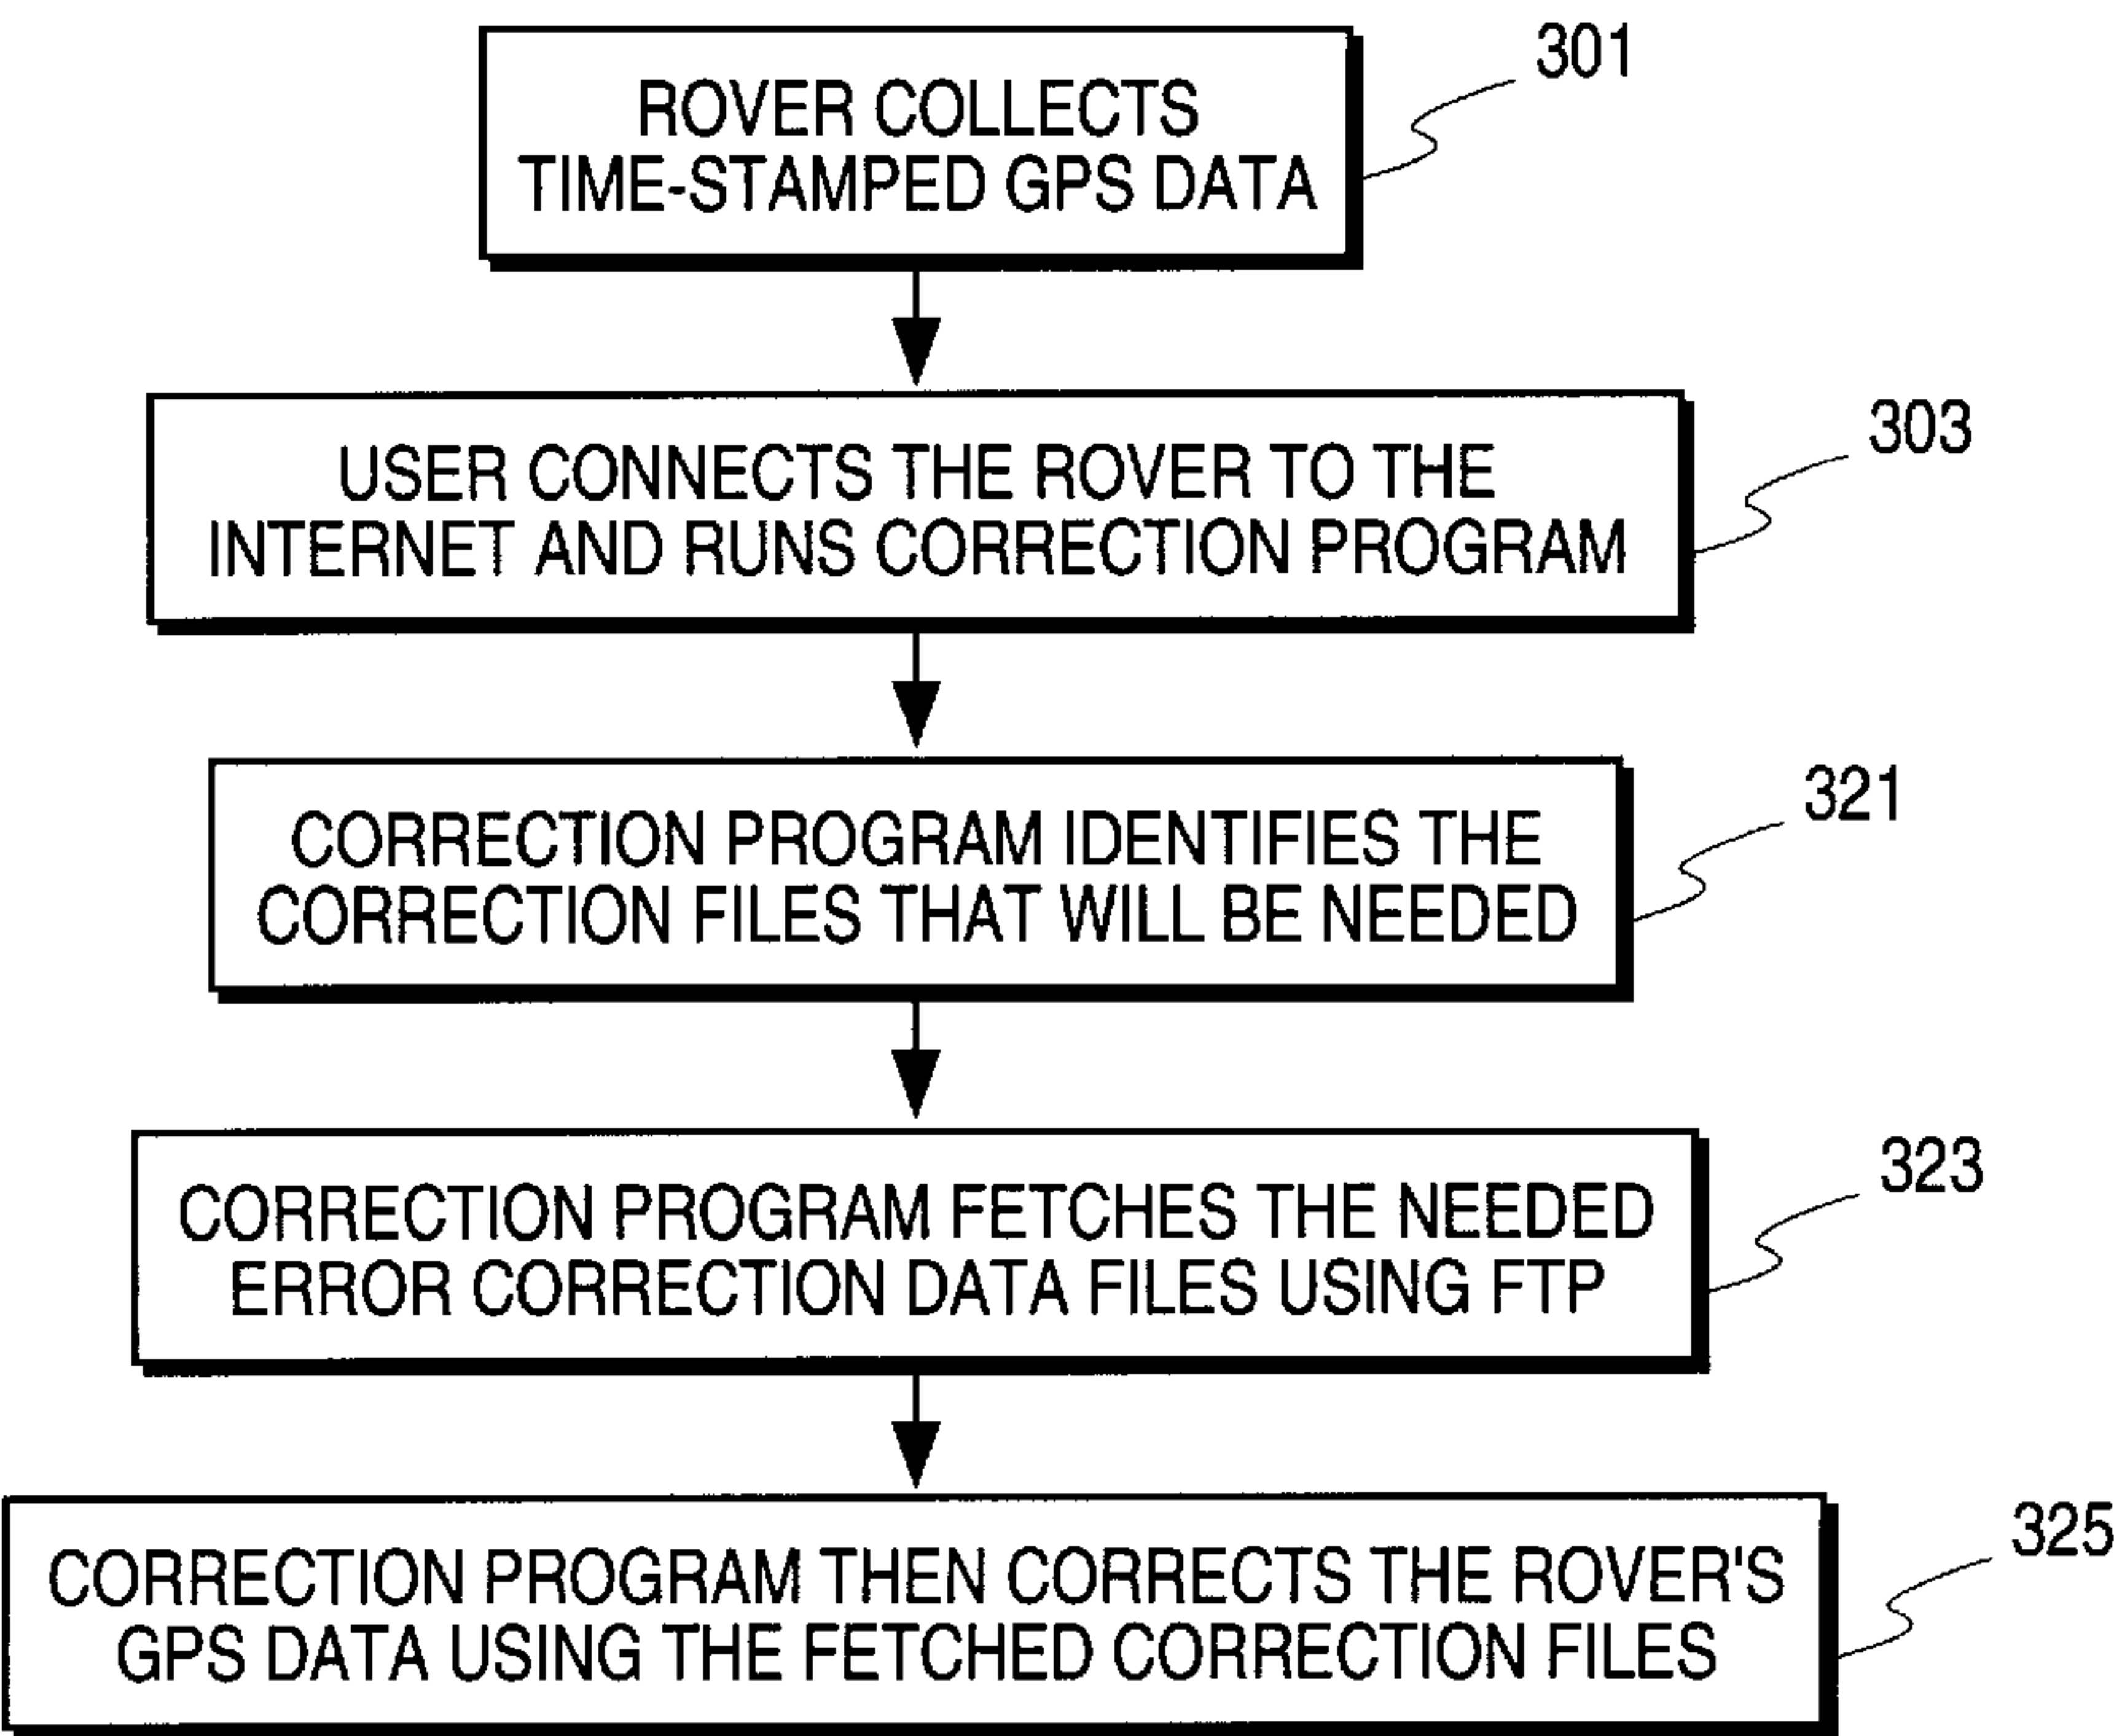 301
ROVER COLLECTS
TIME-STAMPED GPS DATA
303
USER CONNECTS THE ROVER TO THE
INTERNET AND RUNS CORRECTION PROGRAM
321
CORRECTION PROGRAM IDENTIFIES THE
CORRECTION FILES THAT WILL BE NEEDED
323
CORRECTION PROGRAM FETCHES THE NEEDED
ERROR CORRECTION DATA FILES USING FTP
325
CORRECTION PROGRAM THEN CORRECTS THE ROVER'S
GPS DATA USING THE FETCHED CORRECTION FILES